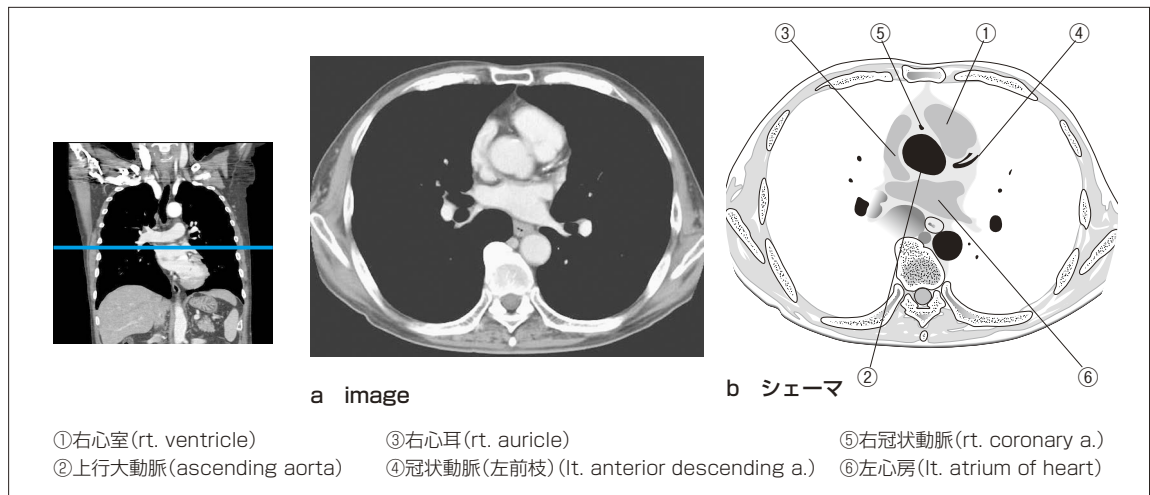 ③ ⑤ ① ④
② ⑥
a image
b シェーマ
①右心室(rt. ventricle) ③右心耳(rt. auricle) ⑤右冠状動脈(rt. coronary a.)
②上行大動脈(ascending aorta) ④冠状動脈(左前枝)(lt. anterior descending a.) ⑥左心房(lt. atrium of heart)